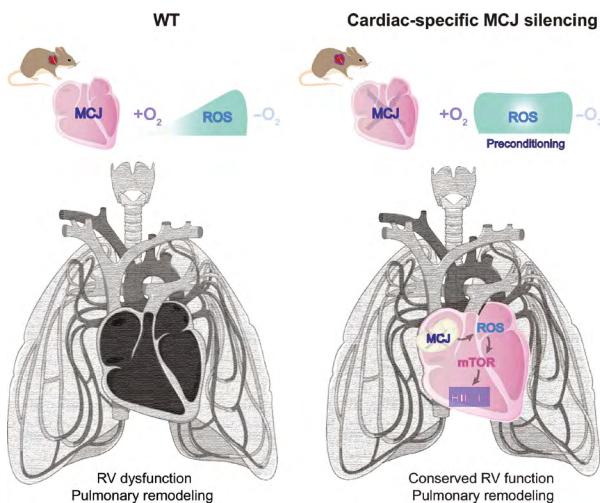 WT
Cardiac-specific MCJ silencing
MCJ
+O₂
ROS
−O₂
MCJ
+O₂
ROS
−O₂
Preconditioning
MCJ
ROS
mTOR
RV dysfunction
Pulmonary remodeling
Conserved RV function
Pulmonary remodeling